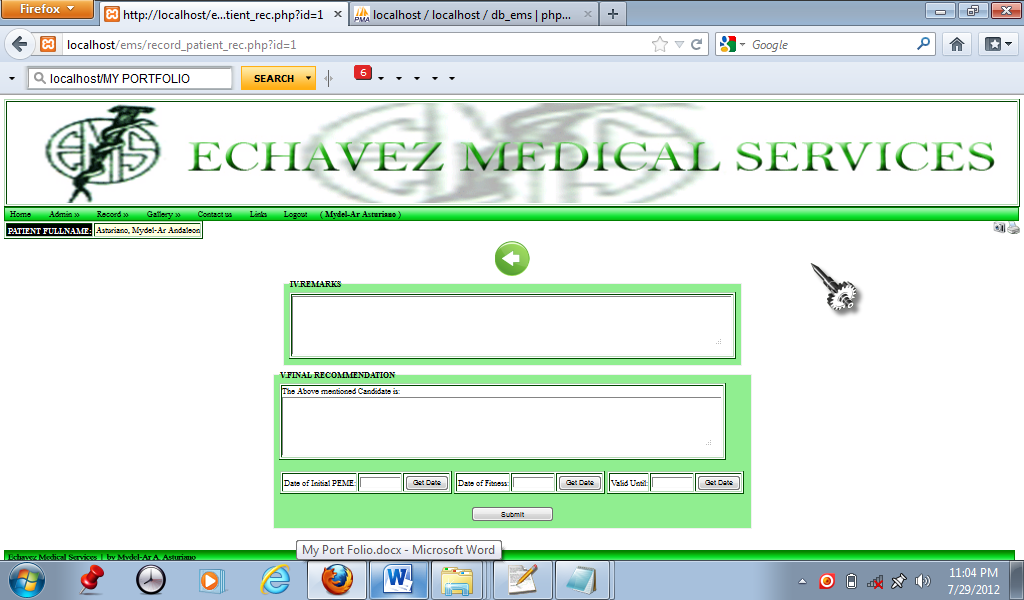 Firefox
http://localhost/e...tient_rec.php?id=1
localhost / localhost / db_ems | php...
PMA
localhost/ems/record_patient_rec.php?id=1
Google
localhost/MY PORTFOLIO
SEARCH
6
EMS
ECHAVEZ MEDICAL SERVICES
Home Admin » Record » Gallery » Contact us Links Logout ( Mydel-Ar Asturiano )
PATIENT FULLNAME: Asturiano, Mydel-Ar Andaleon
IV.REMARKS
V.FINAL RECOMMENDATION
The Above mentioned Candidate is:
Date of Initial PEME: Get Date Date of Fitness: Get Date Valid Until: Get Date
Submit
Echavez Medical Services | by Mydel-Ar A. Asturiano
My Port Folio.docx - Microsoft Word
11:04 PM
7/29/2012